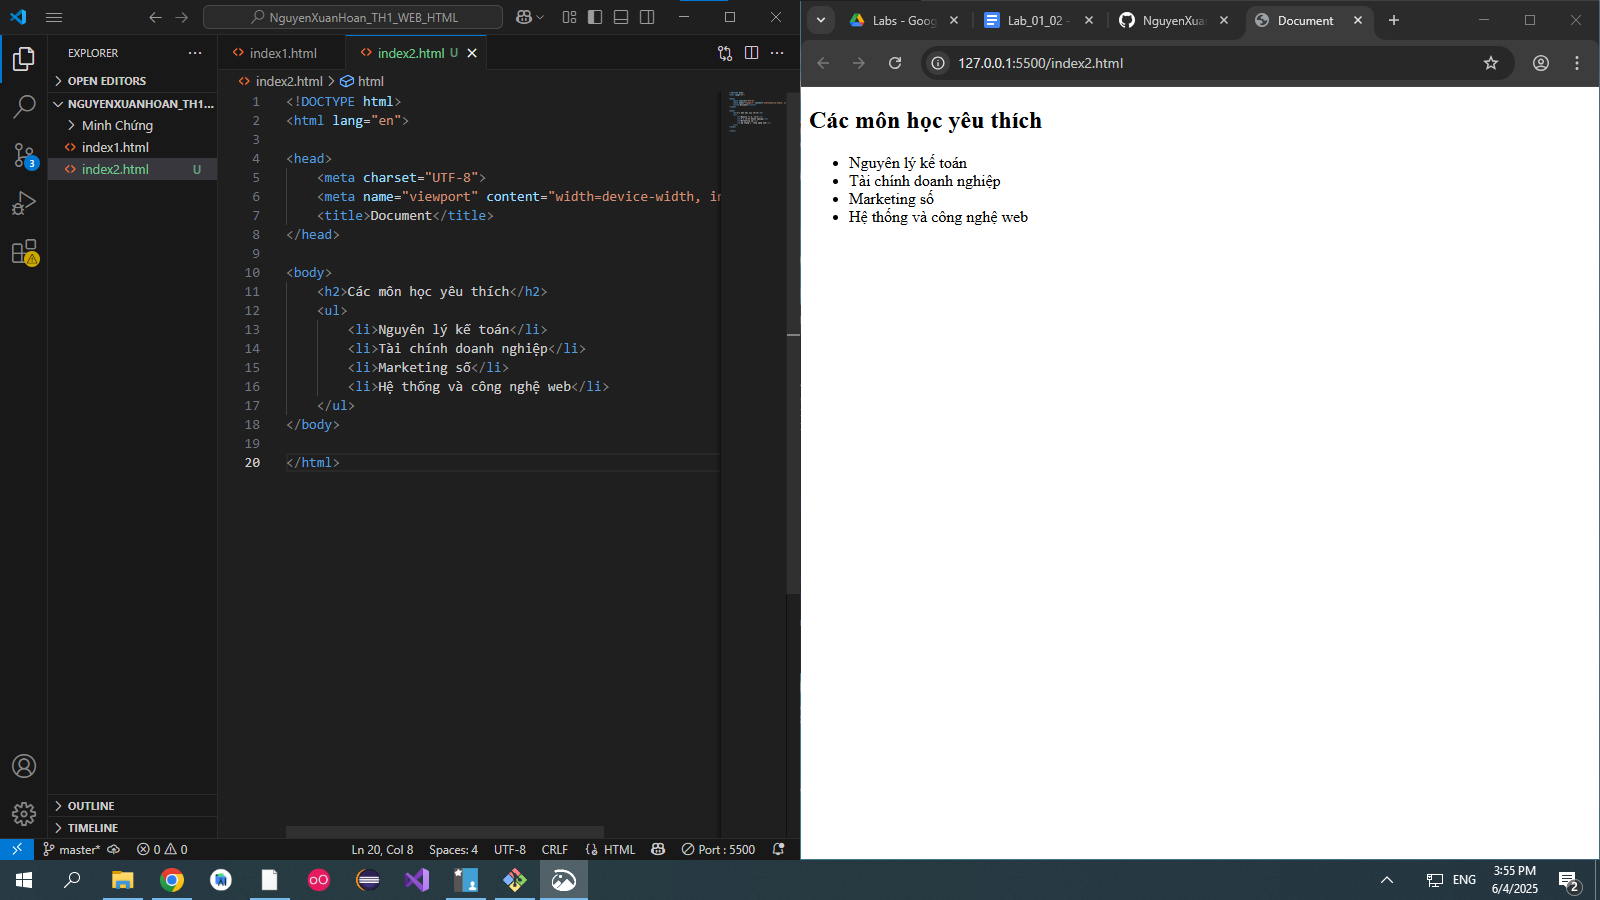 NguyenXuanHoan_TH1_WEB_HTML
EXPLORER
OPEN EDITORS
NGUYENXUANHOAN_TH1...
Minh Chứng
index1.html
index2.html U
3
OUTLINE
TIMELINE
index1.html
index2.html U
index2.html > html
1 <!DOCTYPE html>
2 <html lang="en">
3
4 <head>
5 <meta charset="UTF-8">
6 <meta name="viewport" content="width=device-width, in
7 <title>Document</title>
8 </head>
9
10 <body>
11 <h2>Các môn học yêu thích</h2>
12 <ul>
13 <li>Nguyên lý kế toán</li>
14 <li>Tài chính doanh nghiệp</li>
15 <li>Marketing số</li>
16 <li>Hệ thống và công nghệ web</li>
17 </ul>
18 </body>
19
20 </html>
master* 0 0 Ln 20, Col 8 Spaces: 4 UTF-8 CRLF HTML Port : 5500
Labs - Goog
Lab_01_02 -
NguyenXua
Document
127.0.0.1:5500/index2.html
Các môn học yêu thích
Nguyên lý kế toán
Tài chính doanh nghiệp
Marketing số
Hệ thống và công nghệ web
ENG
3:55 PM
6/4/2025
2